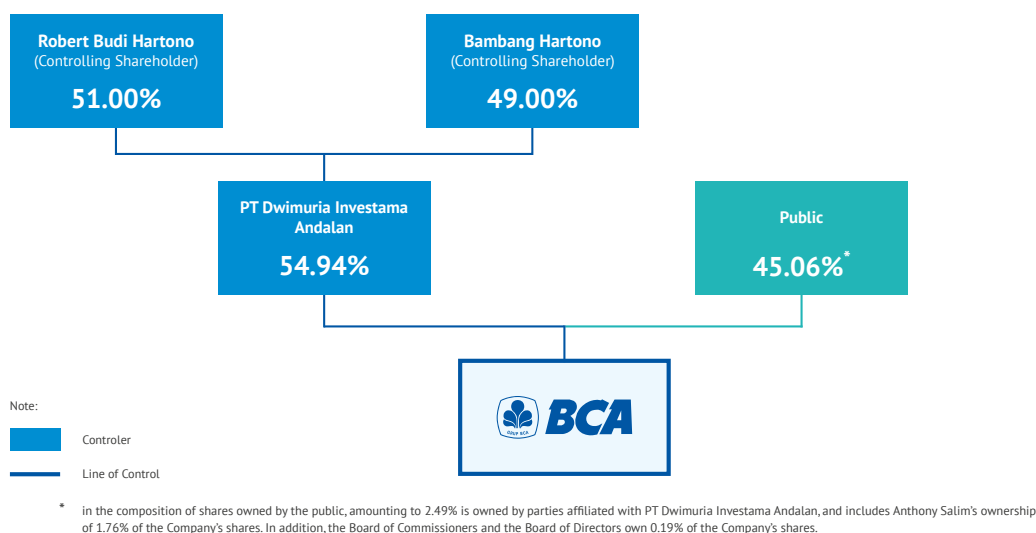 Robert Budi Hartono
(Controlling Shareholder)
51.00%
Bambang Hartono
(Controlling Shareholder)
49.00%
PT Dwimuria Investama
Andalan
54.94%
Public
45.06%*
GRUP BCA
BCA
Note:
Controler
Line of Control
* in the composition of shares owned by the public, amounting to 2.49% is owned by parties affiliated with PT Dwimuria Investama Andalan, and includes Anthony Salim's ownership
of 1.76% of the Company's shares. In addition, the Board of Commissioners and the Board of Directors own 0.19% of the Company's shares.